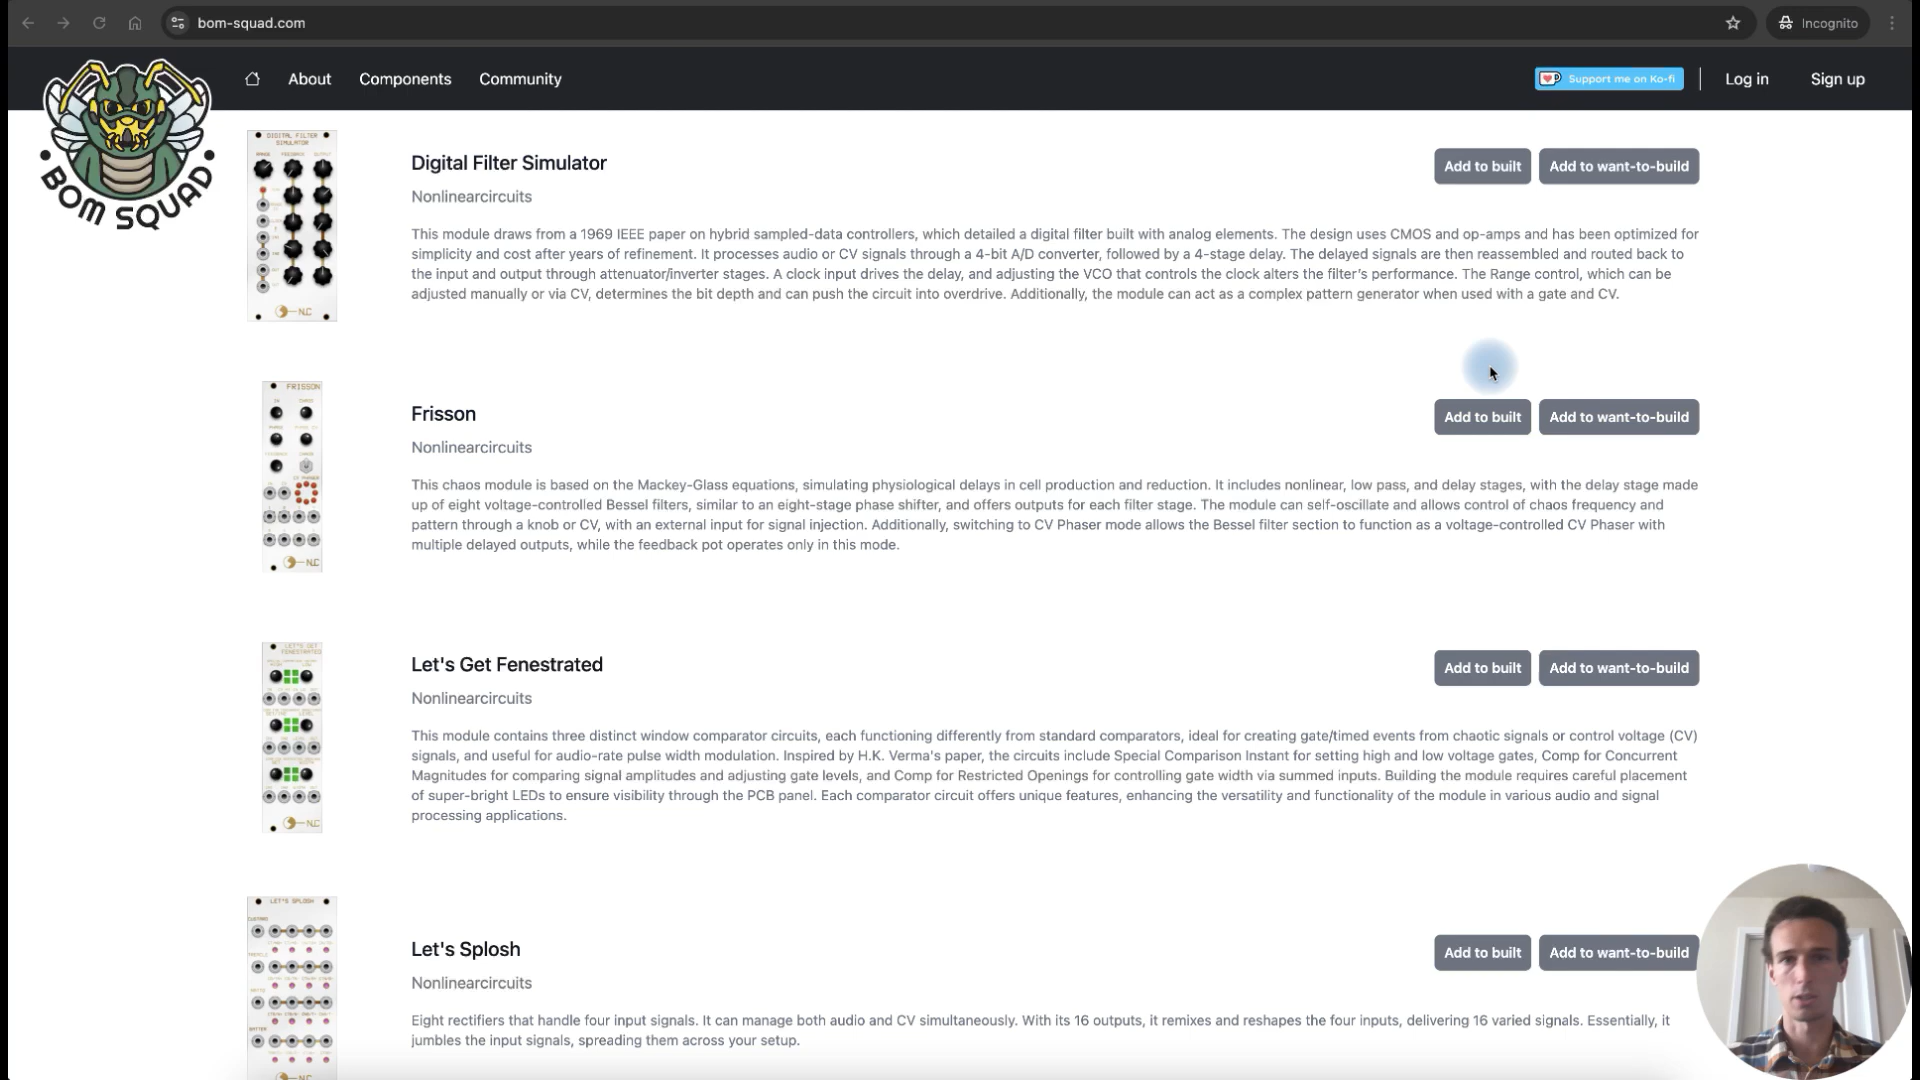 bom-squad.com
Incognito
About
Components
Community
Support me on Ko-fi
Log in
Sign up
BOM SQUAD
DIGITAL FILTER
SIMULATOR
NLC
Digital Filter Simulator
Add to built
Add to want-to-build
Nonlinearcircuits
This module draws from a 1969 IEEE paper on hybrid sampled-data controllers, which detailed a digital filter built with analog elements. The design uses CMOS and op-amps and has been optimized for
simplicity and cost after years of refinement. It processes audio or CV signals through a 4-bit A/D converter, followed by a 4-stage delay. The delayed signals are then reassembled and routed back to
the input and output through attenuator/inverter stages. A clock input drives the delay, and adjusting the VCO that controls the clock alters the filter's performance. The Range control, which can be
adjusted manually or via CV, determines the bit depth and can push the circuit into overdrive. Additionally, the module can act as a complex pattern generator when used with a gate and CV.
FRISSON
NLC
Frisson
Add to built
Add to want-to-build
Nonlinearcircuits
This chaos module is based on the Mackey-Glass equations, simulating physiological delays in cell production and reduction. It includes nonlinear, low pass, and delay stages, with the delay stage made
up of eight voltage-controlled Bessel filters, similar to an eight-stage phase shifter, and offers outputs for each filter stage. The module can self-oscillate and allows control of chaos frequency and
pattern through a knob or CV, with an external input for signal injection. Additionally, switching to CV Phaser mode allows the Bessel filter section to function as a voltage-controlled CV Phaser with
multiple delayed outputs, while the feedback pot operates only in this mode.
LET'S GET
FENESTRATED
NLC
Let's Get Fenestrated
Add to built
Add to want-to-build
Nonlinearcircuits
This module contains three distinct window comparator circuits, each functioning differently from standard comparators, ideal for creating gate/timed events from chaotic signals or control voltage (CV)
signals, and useful for audio-rate pulse width modulation. Inspired by H.K. Verma's paper, the circuits include Special Comparison Instant for setting high and low voltage gates, Comp for Concurrent
Magnitudes for comparing signal amplitudes and adjusting gate levels, and Comp for Restricted Openings for controlling gate width via summed inputs. Building the module requires careful placement
of super-bright LEDs to ensure visibility through the PCB panel. Each comparator circuit offers unique features, enhancing the versatility and functionality of the module in various audio and signal
processing applications.
LET'S SPLOSH
Let's Splosh
Add to built
Add to want-to-build
Nonlinearcircuits
Eight rectifiers that handle four input signals. It can manage both audio and CV simultaneously. With its 16 outputs, it remixes and reshapes the four inputs, delivering 16 varied signals. Essentially, it
jumbles the input signals, spreading them across your setup.